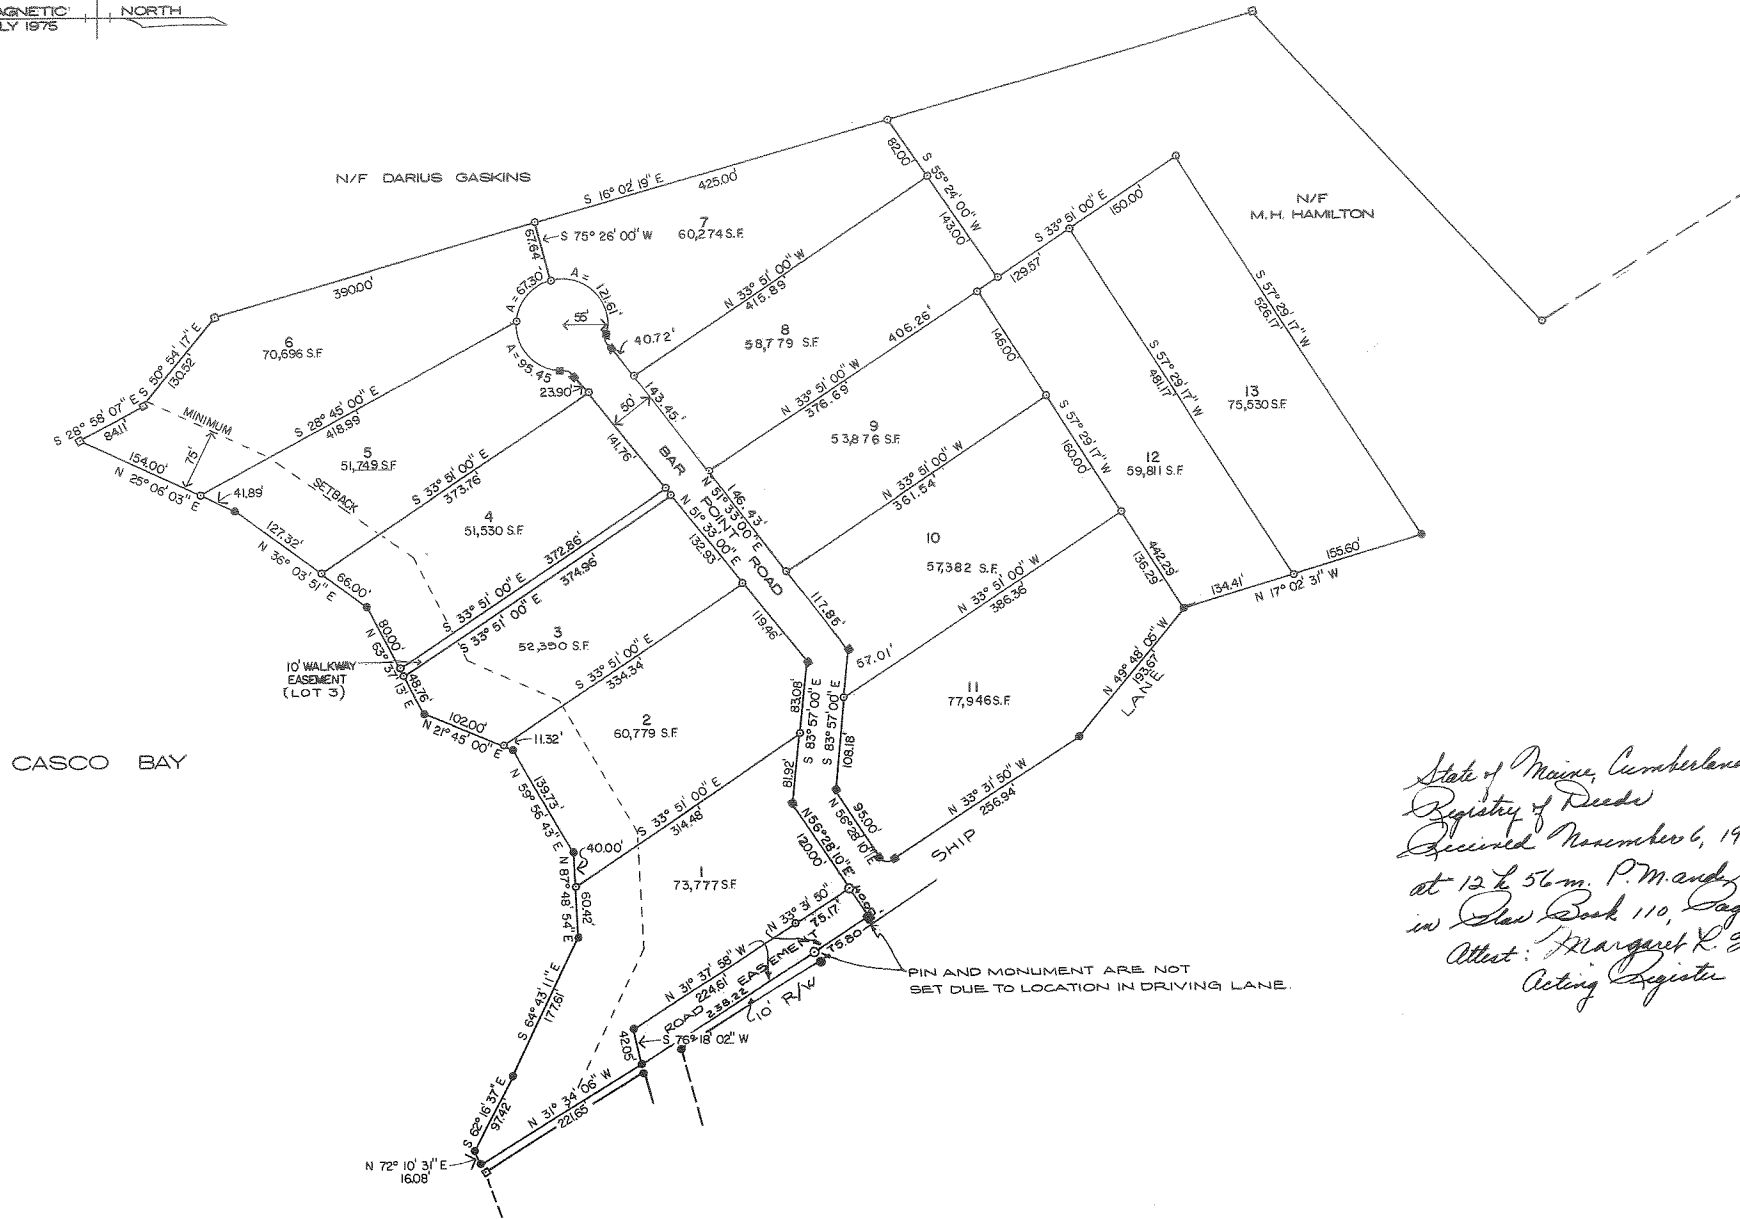 MAGNETIC NORTH
JULY 1975
N/F DARIUS GASKINS
N/F
M.H. HAMILTON
S 16° 02' 19" E
425.00'
390.00'
82.00'
S 55° 24' 00" W
143.00'
67.64'
S 75° 26' 00" W
7
60,274 S.F.
A = 67.30'
A = 121.61'
55'
A = 95.45
40.72'
23.90'
50'
N 33° 51' 00" W
415.89'
S 33° 51' 00" E
150.00'
129.57'
S 50° 54' 17" E
130.52'
S 28° 58' 07" E
84.11'
6
70,696 S.F.
MINIMUM
75'
SETBACK
154.00'
N 25° 06' 03" E
41.89'
S 28° 45' 00" E
418.99'
5
51,749 S.F.
8
58,779 S.F.
406.26'
N 33° 51' 00" W
376.69'
146.00'
S 57° 29' 17" W
526.17'
S 57° 29' 17" W
481.17'
13
75,530 S.F.
143.45'
141.76'
BAR POINT ROAD
S 33° 51' 00" E
373.76'
4
51,530 S.F.
127.32'
N 36° 03' 51" E
66.00'
9
53,876 S.F.
S 57° 29' 17" W
160.00'
12
59,811 S.F.
146.43'
N 51° 33' 00" E
N 51° 33' 00" E
132.93'
N 33° 51' 00" W
361.54'
S 33° 51' 00" E
372.86'
S 33° 51' 00" E
374.96'
80.00'
N 63° 37' 13" E
48.76'
10' WALKWAY
EASEMENT
(LOT 3)
3
52,350 S.F.
10
57,382 S.F.
442.29'
136.29'
134.41'
155.60'
N 17° 02' 31" W
N 33° 51' 00" W
386.36'
117.86'
119.46'
S 33° 51' 00" E
334.34'
102.00'
N 21° 45' 00" E
11.32'
57.01'
83.08'
S 83° 57' 00" E
S 83° 57' 00" E
108.18'
81.92'
11
77,946 S.F.
N 49° 48' 05" W
193.67'
SHIP LANE
2
60,779 S.F.
CASCO BAY
139.73'
N 59° 56' 43" E
40.00'
N 87° 48' 54" E
60.42'
S 33° 51' 00" E
314.48'
95.00'
N 56° 28' 10" E
N 56° 28' 10" E
120.00'
N 33° 31' 50" W
256.94'
1
73,777 S.F.
N 33° 31' 50" W
75.17'
75.80
N 31° 37' 58" W
224.61'
ROAD EASEMENT
238.22
10' R/W
PIN AND MONUMENT ARE NOT
SET DUE TO LOCATION IN DRIVING LANE.
S 64° 43' 11" E
177.61'
42.05'
S 76° 18' 02" W
N 31° 34' 06" W
221.65'
S 62° 16' 37" E
97.42'
N 72° 10' 31" E
16.08'
State of Maine, Cumberland
Registry of Deeds
Received November 6, 19
at 12 h 56 m. P.M. and
in Plan Book 110, Pag
Attest: Margaret K.
Acting Register